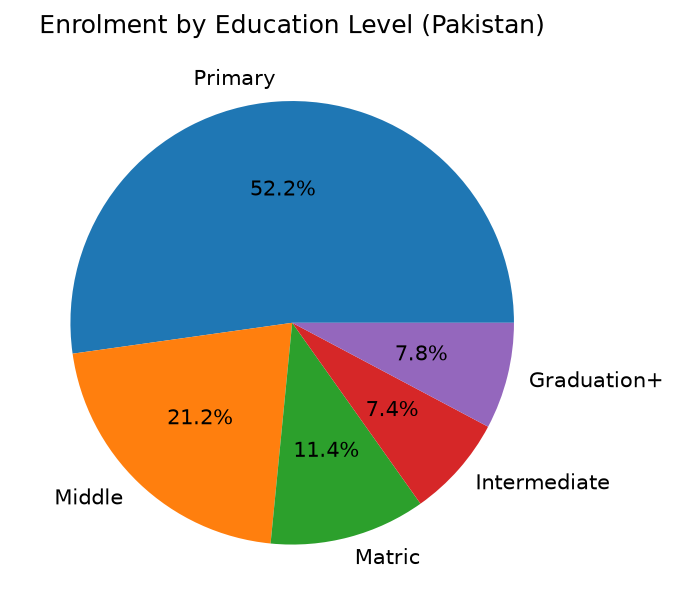 Enrolment by Education Level (Pakistan)
Primary
52.2%
7.8%
Graduation+
7.4%
21.2%
11.4%
Intermediate
Middle
Matric